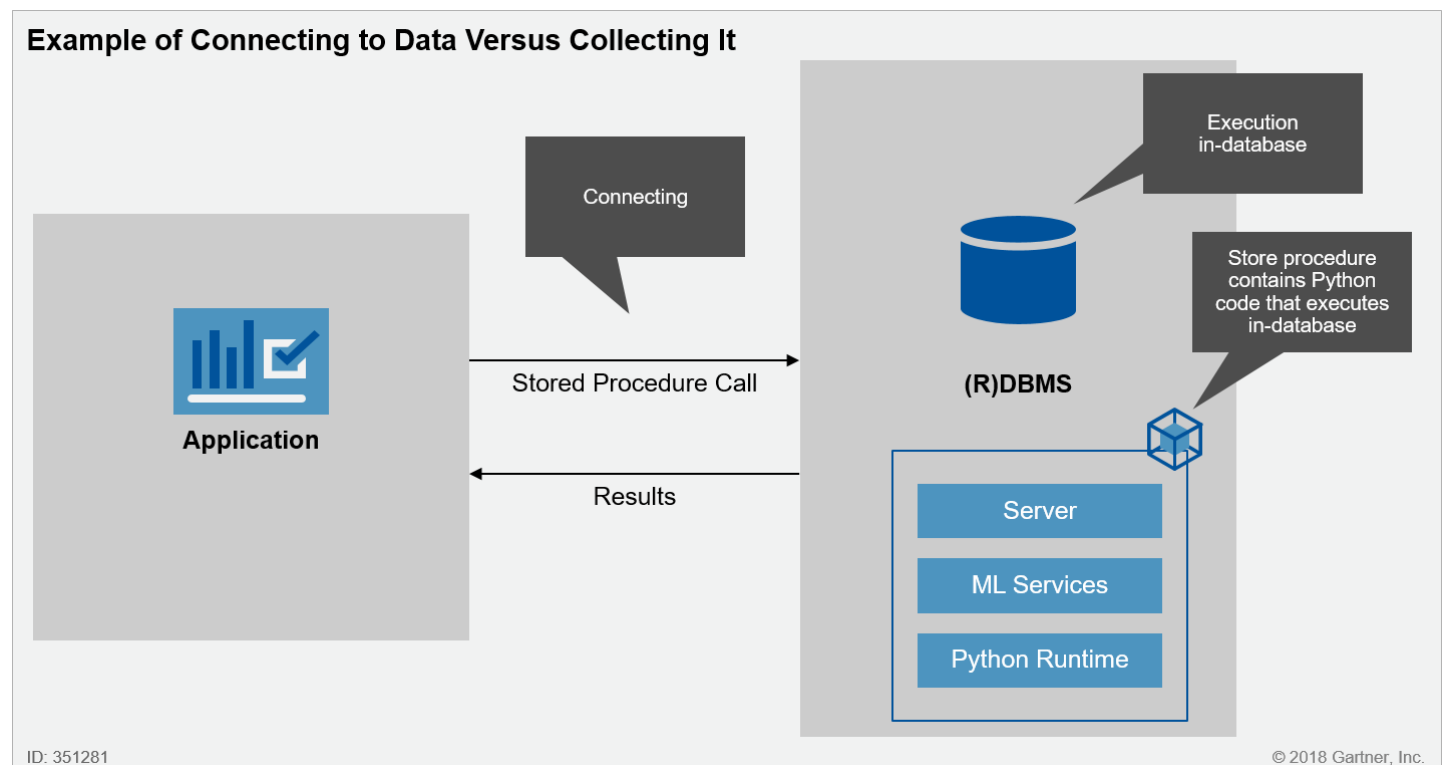 Example of Connecting to Data Versus Collecting It
Execution
in-database
Connecting
Store procedure
contains Python
code that executes
in-database
Stored Procedure Call
(R)DBMS
Application
Results
Server
ML Services
Python Runtime
ID: 351281
© 2018 Gartner, Inc.